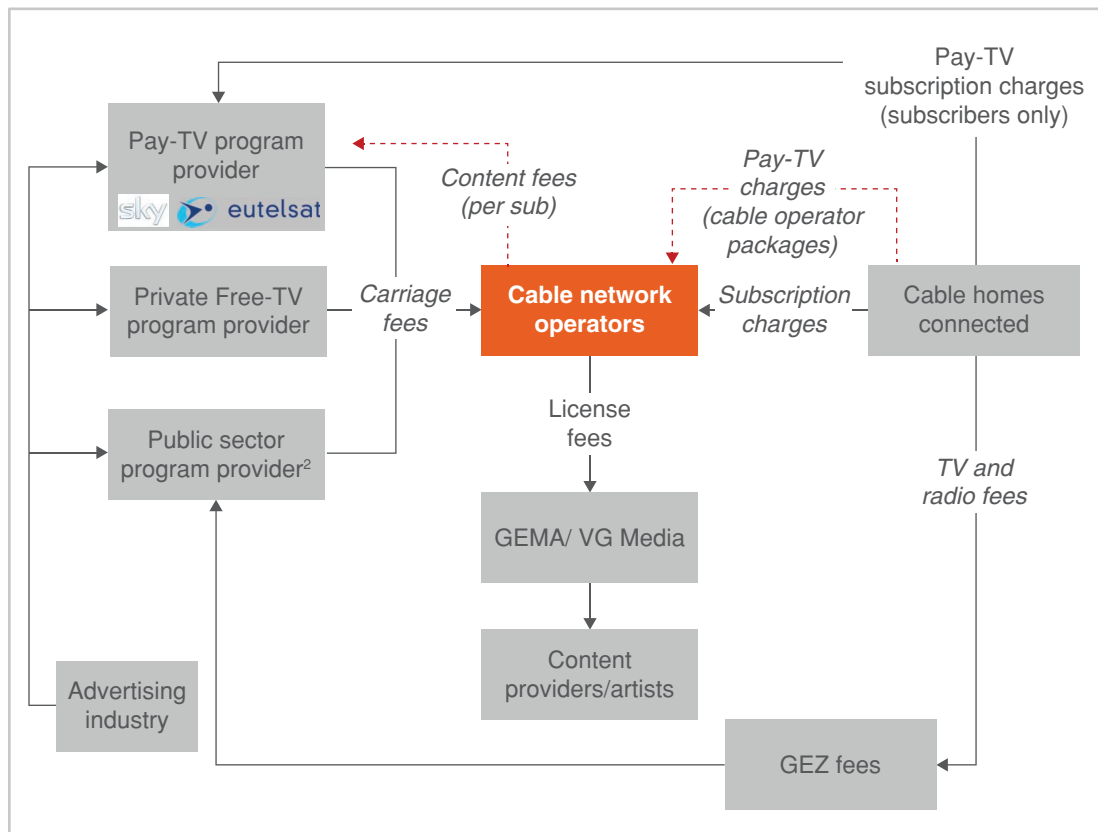 Pay-TV
subscription charges
(subscribers only)
Pay-TV program
provider
sky eutelsat
Content fees
(per sub)
Pay-TV
charges
(cable operator
packages)
Private Free-TV
program provider
Carriage
fees
Cable network
operators
Subscription
charges
Cable homes
connected
License
fees
Public sector
program provider²
TV and
radio fees
GEMA/ VG Media
Content
providers/artists
Advertising
industry
GEZ fees